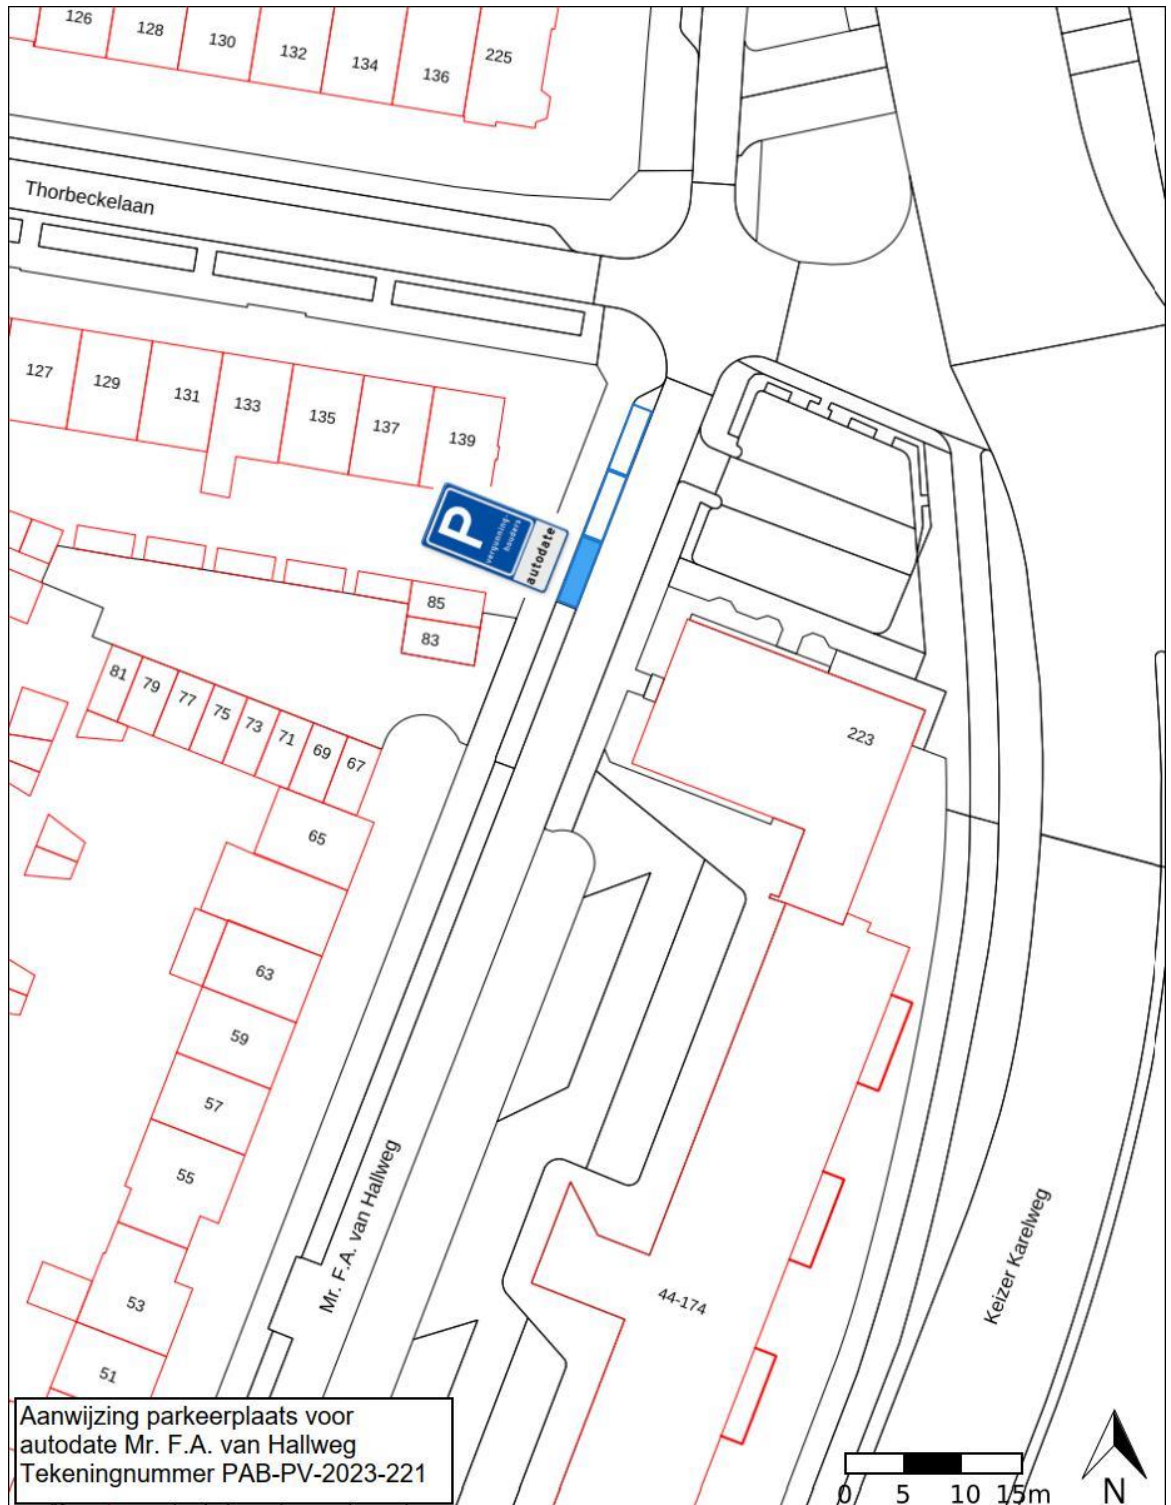 126
128
130
132
134
136
225
Thorbeckelaan
127
129
131
133
135
137
139
P
vergunning-
houders
autodate
85
83
81
79
77
75
73
71
69
67
223
65
63
59
57
55
53
51
Mr. F.A. van Hallweg
44-174
Keizer Karelweg
Aanwijzing parkeerplaats voor
autodate Mr. F.A. van Hallweg
Tekeningnummer PAB-PV-2023-221
0 5 10 15m
N